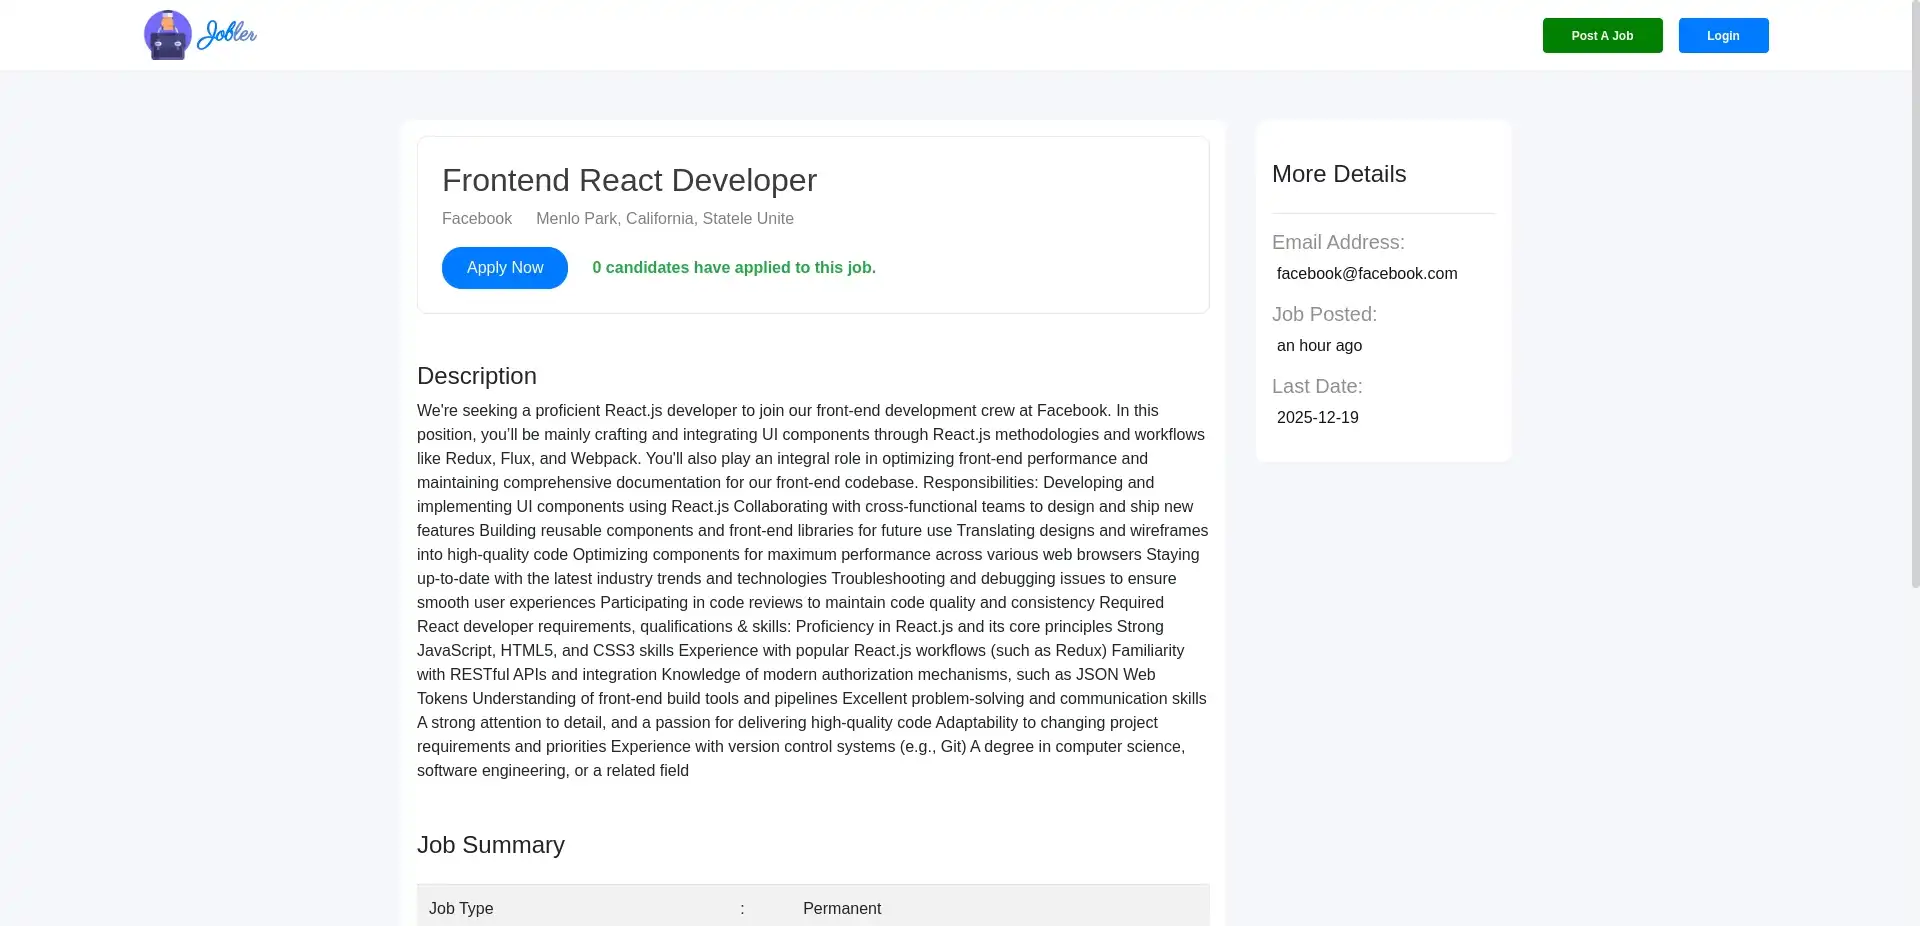 Jobler
Post A Job
Login
Frontend React Developer
Facebook Menlo Park, California, Statele Unite
Apply Now
0 candidates have applied to this job.
Description
We're seeking a proficient React.js developer to join our front-end development crew at Facebook. In this
position, you’ll be mainly crafting and integrating UI components through React.js methodologies and workflows
like Redux, Flux, and Webpack. You'll also play an integral role in optimizing front-end performance and
maintaining comprehensive documentation for our front-end codebase. Responsibilities: Developing and
implementing UI components using React.js Collaborating with cross-functional teams to design and ship new
features Building reusable components and front-end libraries for future use Translating designs and wireframes
into high-quality code Optimizing components for maximum performance across various web browsers Staying
up-to-date with the latest industry trends and technologies Troubleshooting and debugging issues to ensure
smooth user experiences Participating in code reviews to maintain code quality and consistency Required
React developer requirements, qualifications & skills: Proficiency in React.js and its core principles Strong
JavaScript, HTML5, and CSS3 skills Experience with popular React.js workflows (such as Redux) Familiarity
with RESTful APIs and integration Knowledge of modern authorization mechanisms, such as JSON Web
Tokens Understanding of front-end build tools and pipelines Excellent problem-solving and communication skills
A strong attention to detail, and a passion for delivering high-quality code Adaptability to changing project
requirements and priorities Experience with version control systems (e.g., Git) A degree in computer science,
software engineering, or a related field
Job Summary
Job Type : Permanent
More Details
Email Address:
facebook@facebook.com
Job Posted:
an hour ago
Last Date:
2025-12-19